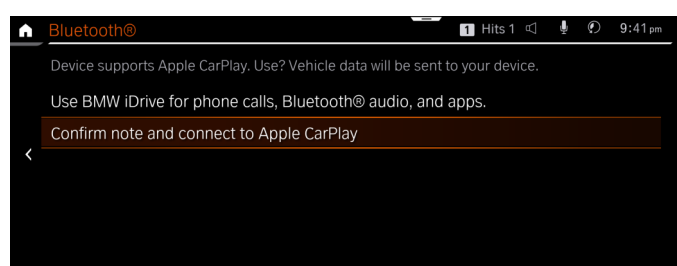 Bluetooth®
1 Hits 1 9:41 pm
Device supports Apple CarPlay. Use? Vehicle data will be sent to your device.
Use BMW iDrive for phone calls, Bluetooth® audio, and apps.
Confirm note and connect to Apple CarPlay